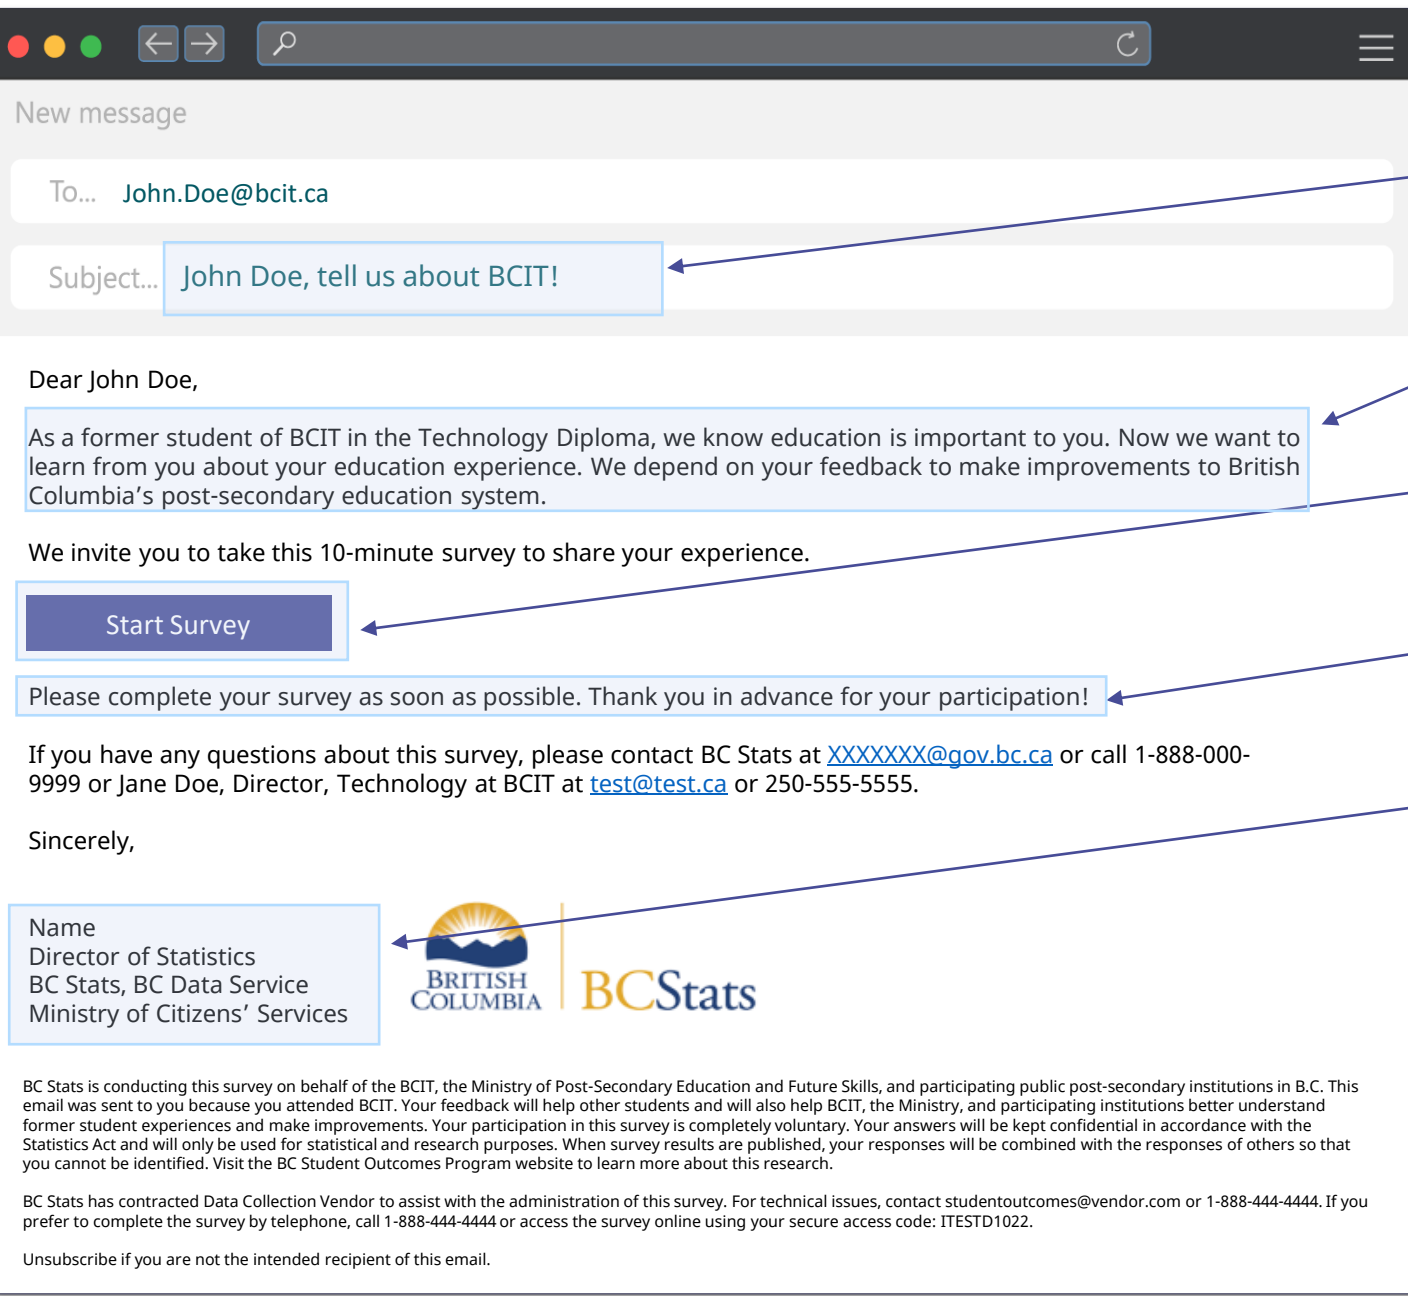 New message
To... John.Doe@bcit.ca
Subject... John Doe, tell us about BCIT!
Dear John Doe,
As a former student of BCIT in the Technology Diploma, we know education is important to you. Now we want to
learn from you about your education experience. We depend on your feedback to make improvements to British
Columbia’s post-secondary education system.
We invite you to take this 10-minute survey to share your experience.
Start Survey
Please complete your survey as soon as possible. Thank you in advance for your participation!
If you have any questions about this survey, please contact BC Stats at XXXXXXX@gov.bc.ca or call 1-888-000-
9999 or Jane Doe, Director, Technology at BCIT at test@test.ca or 250-555-5555.
Sincerely,
Name
Director of Statistics
BC Stats, BC Data Service
Ministry of Citizens’ Services
BRITISH
COLUMBIA
BCStats
BC Stats is conducting this survey on behalf of the BCIT, the Ministry of Post-Secondary Education and Future Skills, and participating public post-secondary institutions in B.C. This
email was sent to you because you attended BCIT. Your feedback will help other students and will also help BCIT, the Ministry, and participating institutions better understand
former student experiences and make improvements. Your participation in this survey is completely voluntary. Your answers will be kept confidential in accordance with the
Statistics Act and will only be used for statistical and research purposes. When survey results are published, your responses will be combined with the responses of others so that
you cannot be identified. Visit the BC Student Outcomes Program website to learn more about this research.
BC Stats has contracted Data Collection Vendor to assist with the administration of this survey. For technical issues, contact studentoutcomes@vendor.com or 1-888-444-4444. If you
prefer to complete the survey by telephone, call 1-888-444-4444 or access the survey online using your secure access code: ITESTD1022.
Unsubscribe if you are not the intended recipient of this email.